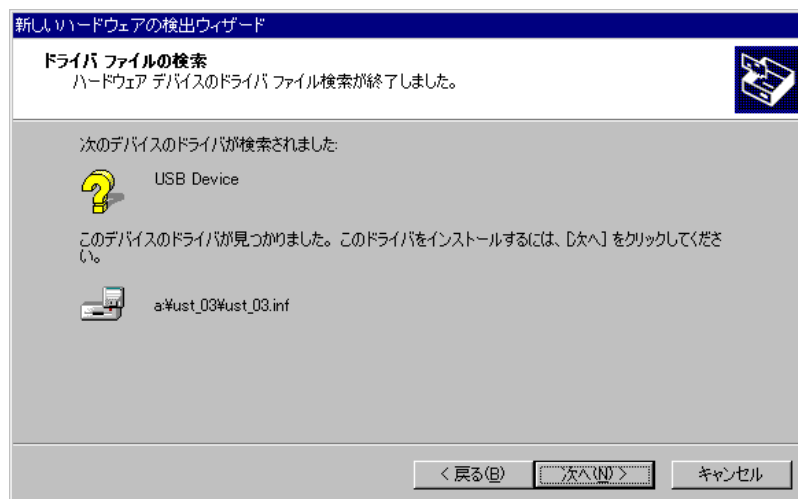 新しいハードウェアの検出ウィザード
ドライバ ファイルの検索
ハードウェア デバイスのドライバ ファイル検索が終了しました。
次のデバイスのドライバが検索されました:
USB Device
このデバイスのドライバが見つかりました。このドライバをインストールするには、[次へ] をクリックしてくださ
い。
a:¥ust_03¥ust_03.inf
< 戻る(B)
次へ(N) >
キャンセル